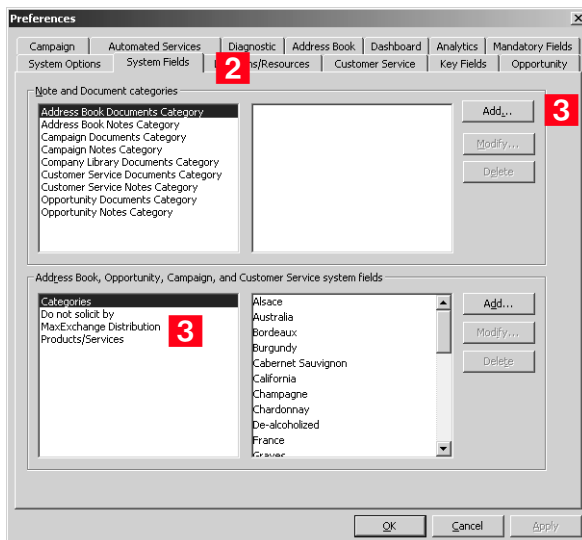 Preferences
Campaign Automated Services Diagnostic Address Book Dashboard Analytics Mandatory Fields
System Options System Fields 2 ns/Resources Customer Service Key Fields Opportunity
Note and Document categories
Address Book Documents Category
Address Book Notes Category
Campaign Documents Category
Campaign Notes Category
Company Library Documents Category
Customer Service Documents Category
Customer Service Notes Category
Opportunity Documents Category
Opportunity Notes Category
Add...
3
Modify...
Delete
Address Book, Opportunity, Campaign, and Customer Service system fields
Categories
Do not solicit by
MaxExchange Distribution
Products/Services
3
Alsace
Australia
Bordeaux
Burgundy
Cabernet Sauvignon
California
Champagne
Chardonnay
De-alcoholized
France
Graves
Add...
Modify...
Delete
OK Cancel Apply